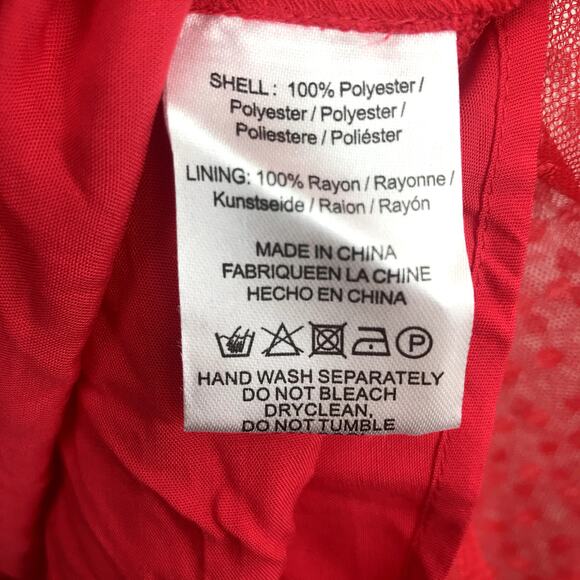 SHELL: 100% Polyester /
Polyester / Polyester /
Poliestere / Poliéster
LINING: 100% Rayon / Rayonne /
Kunstseide / Raion / Rayón
MADE IN CHINA
FABRIQUEEN LA CHINE
HECHO EN CHINA
P
HAND WASH SEPARATELY
DO NOT BLEACH
DRYCLEAN,
DO NOT TUMBLE